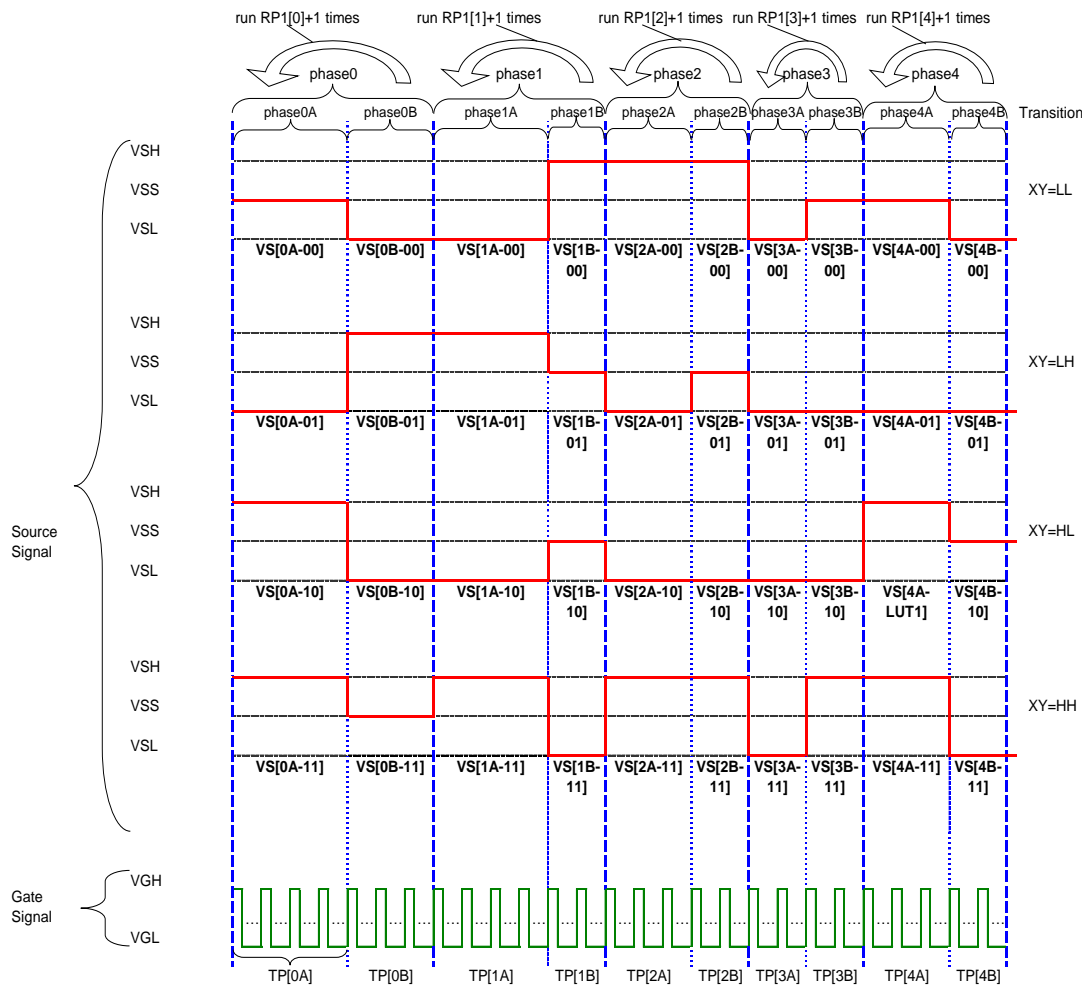 run RP1[0]+1 times run RP1[1]+1 times run RP1[2]+1 times run RP1[3]+1 times run RP1[4]+1 times
phase0 phase1 phase2 phase3 phase4
phase0A phase0B phase1A phase1B phase2A phase2B phase3A phase3B phase4A phase4B Transition
VSH
VSS XY=LL
VSL
VS[0A-00] VS[0B-00] VS[1A-00] VS[1B-00] VS[2A-00] VS[2B-00] VS[3A-00] VS[3B-00] VS[4A-00] VS[4B-00]
VSH
VSS XY=LH
VSL
VS[0A-01] VS[0B-01] VS[1A-01] VS[1B-01] VS[2A-01] VS[2B-01] VS[3A-01] VS[3B-01] VS[4A-01] VS[4B-01]
VSH
Source Signal
VSS XY=HL
VSL
VS[0A-10] VS[0B-10] VS[1A-10] VS[1B-10] VS[2A-10] VS[2B-10] VS[3A-10] VS[3B-10] VS[4A-LUT1] VS[4B-10]
VSH
VSS XY=HH
VSL
VS[0A-11] VS[0B-11] VS[1A-11] VS[1B-11] VS[2A-11] VS[2B-11] VS[3A-11] VS[3B-11] VS[4A-11] VS[4B-11]
VGH
Gate Signal
VGL
TP[0A] TP[0B] TP[1A] TP[1B] TP[2A] TP[2B] TP[3A] TP[3B] TP[4A] TP[4B]